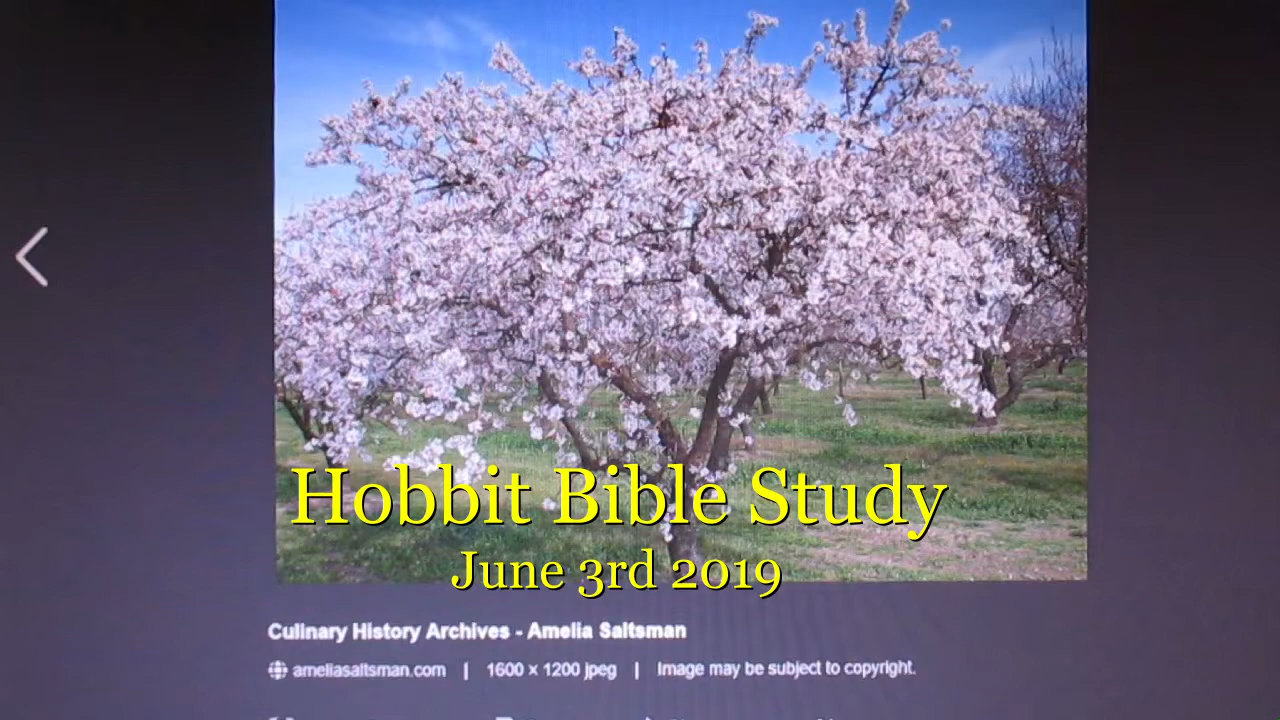 Hobbit Bible Study
June 3rd 2019
Culinary History Archives - Amelia Saltsman
ameliasaltsman.com | 1600 × 1200 jpeg | Image may be subject to copyright.